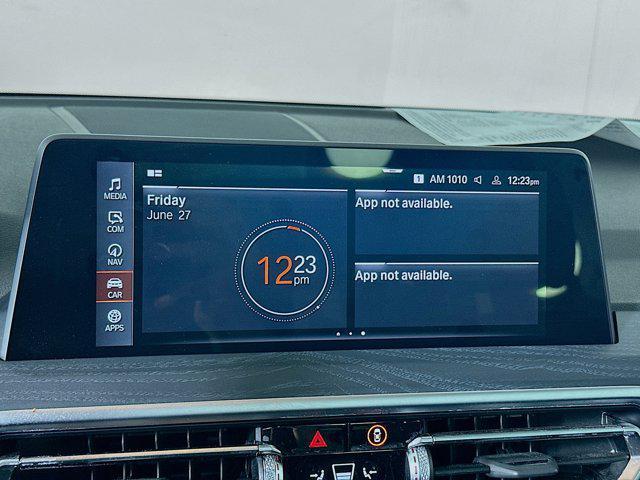 1 AM 1010 12:23pm
MEDIA
COM
NAV
CAR
APPS
Friday
June 27
12 23
pm
App not available.
App not available.